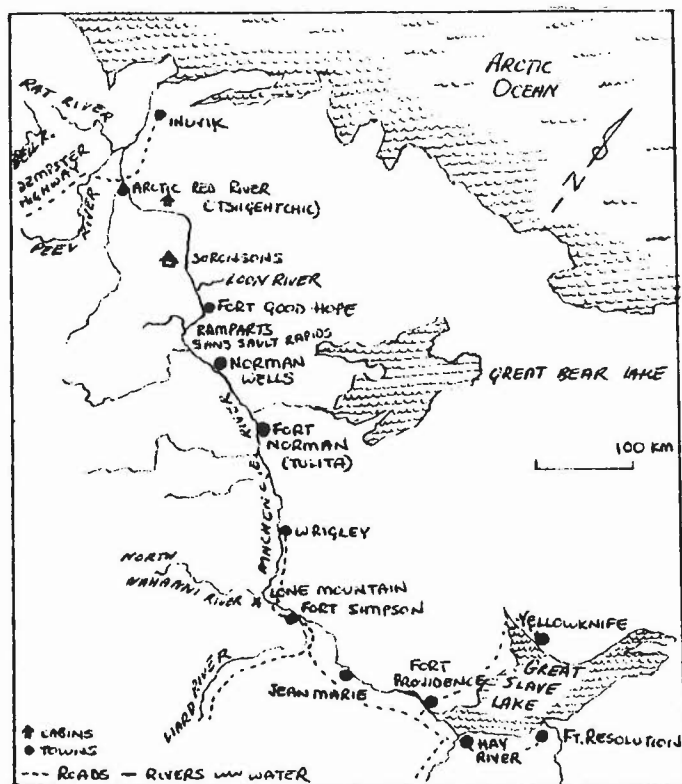 ARCTIC
OCEAN
N
RAT RIVER
BELL R.
DEMPSTER
HIGHWAY
PEEL
RIVER
INUVIK
ARCTIC RED RIVER
(TSIIGEHTCHIC)
SORENSONS
LOON RIVER
FORT GOOD HOPE
RAMPARTS
SANS SAULT RAPIDS
NORMAN
WELLS
GREAT BEAR LAKE
FORT
NORMAN
(TULITA)
100 KM
MACKENZIE RIVER
WRIGLEY
NORTH
NAHANNI RIVER
LONE MOUNTAIN
FORT SIMPSON
LIARD RIVER
JEAN MARIE
FORT
PROVIDENCE
YELLOWKNIFE
GREAT
SLAVE
LAKE
HAY
RIVER
FT. RESOLUTION
CABINS
TOWNS
ROADS
RIVERS
WATER